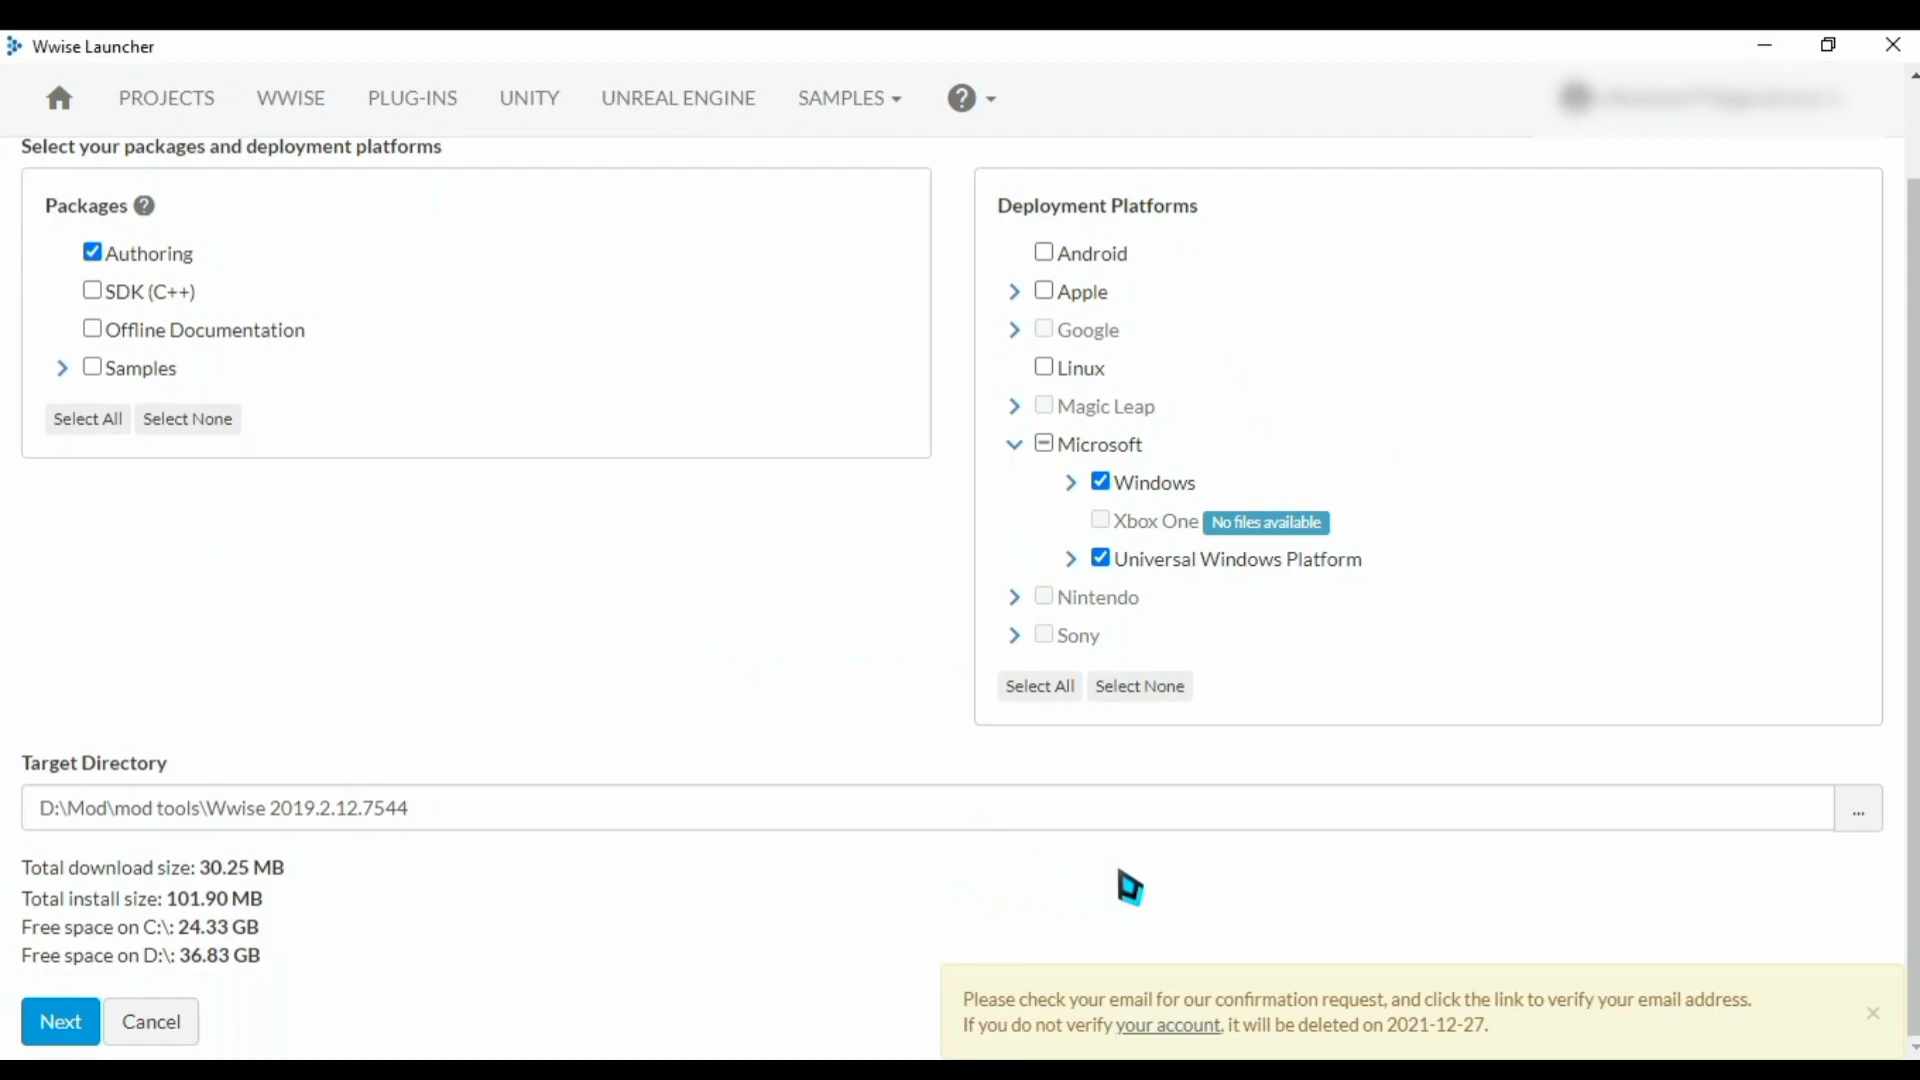 Wwise Launcher
PROJECTS WWISE PLUG-INS UNITY UNREAL ENGINE SAMPLES ?
Select your packages and deployment platforms
Packages ?
Authoring
SDK (C++)
Offline Documentation
Samples
Select All Select None
Deployment Platforms
Android
Apple
Google
Linux
Magic Leap
Microsoft
Windows
Xbox One No files available
Universal Windows Platform
Nintendo
Sony
Select All Select None
Target Directory
D:\Mod\mod tools\Wwise 2019.2.12.7544
...
Total download size: 30.25 MB
Total install size: 101.90 MB
Free space on C:\: 24.33 GB
Free space on D:\: 36.83 GB
Next Cancel
Please check your email for our confirmation request, and click the link to verify your email address.
If you do not verify your account, it will be deleted on 2021-12-27.